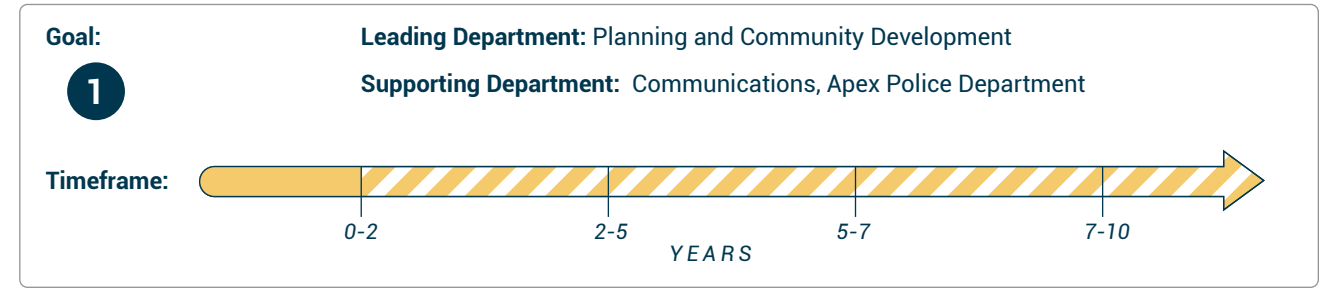 Goal:
Leading Department: Planning and Community Development
1
Supporting Department: Communications, Apex Police Department
Timeframe:
0-2
2-5
5-7
7-10
YEARS